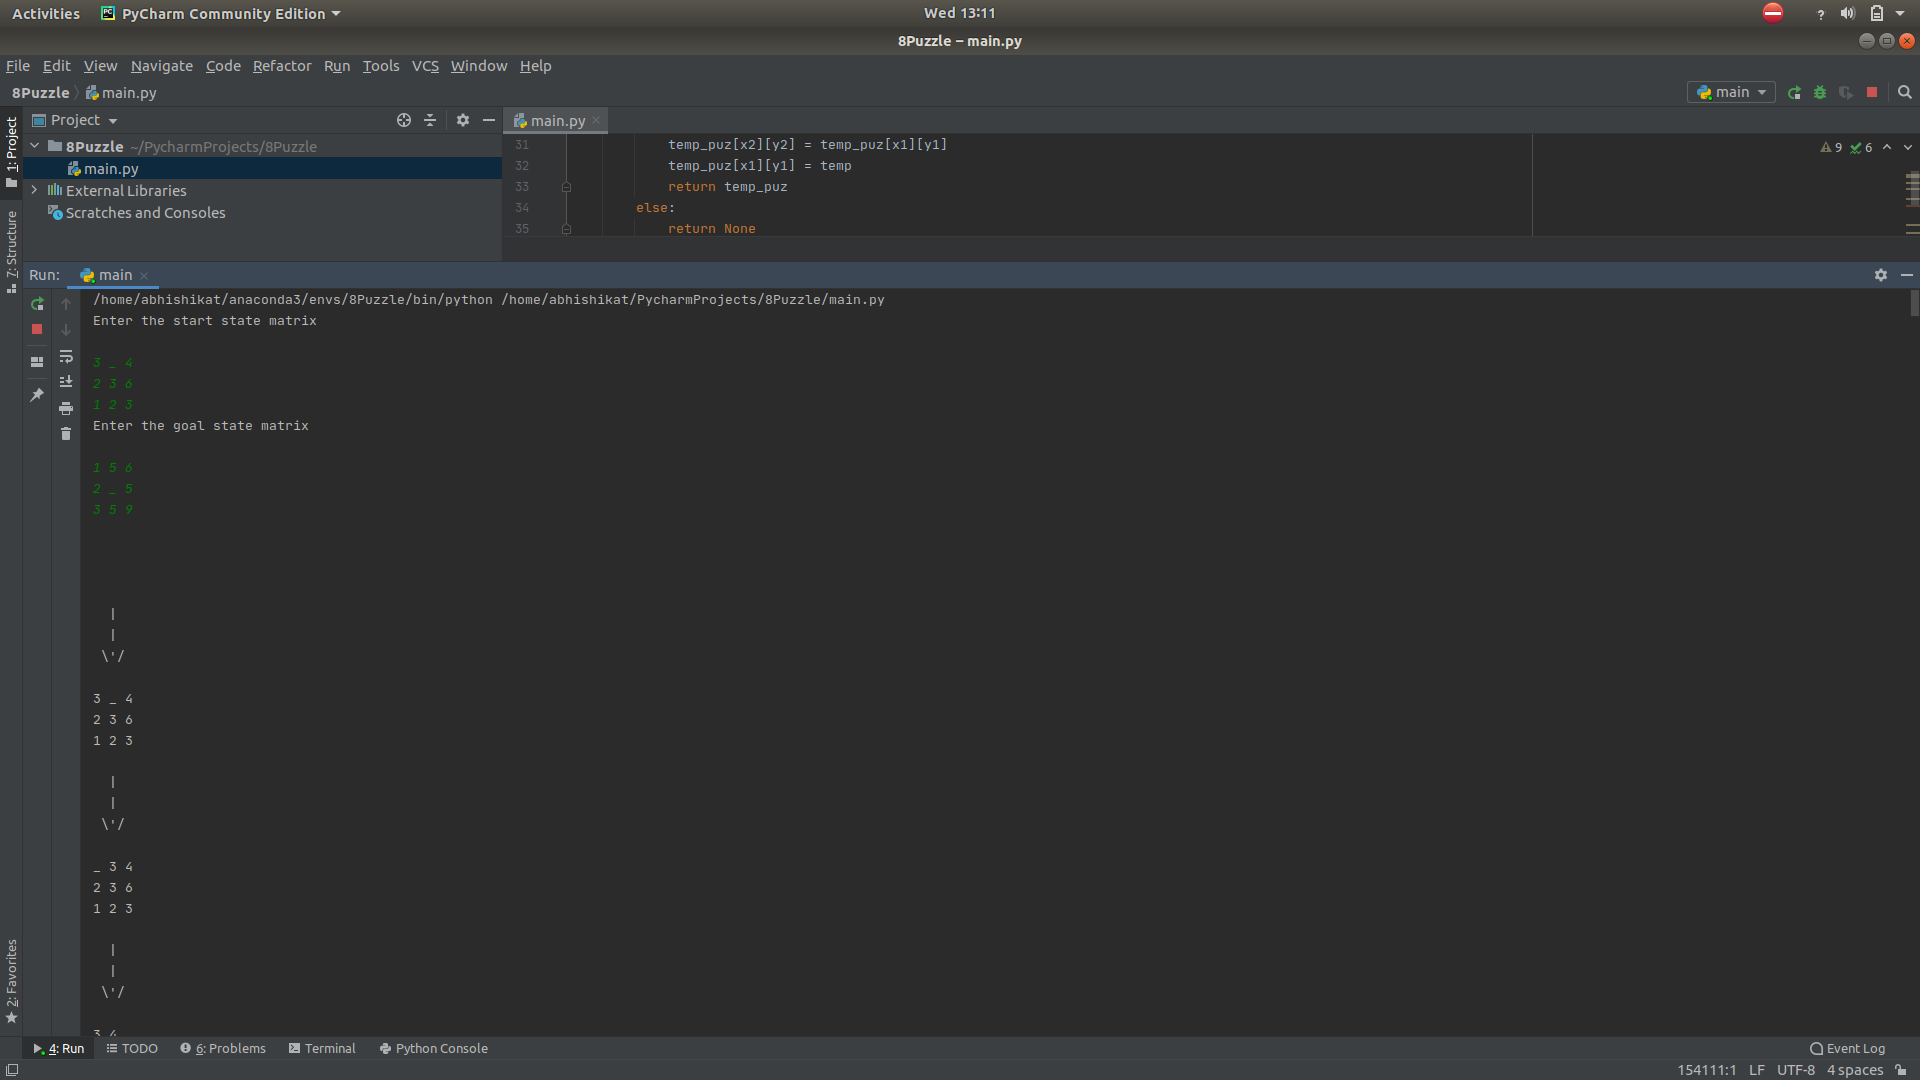 Activities PyCharm Community Edition Wed 13:11 ?
8Puzzle – main.py
File Edit View Navigate Code Refactor Run Tools VCS Window Help
8Puzzle main.py main
Project main.py
8Puzzle ~/PycharmProjects/8Puzzle
main.py
External Libraries
Scratches and Consoles
1: Project
7: Structure
2: Favorites
31 temp_puz[x2][y2] = temp_puz[x1][y1]
32 temp_puz[x1][y1] = temp
33 return temp_puz
34 else:
35 return None
9 6
Run: main
/home/abhishikat/anaconda3/envs/8Puzzle/bin/python /home/abhishikat/PycharmProjects/8Puzzle/main.py
Enter the start state matrix
3 _ 4
2 3 6
1 2 3
Enter the goal state matrix
1 5 6
2 _ 5
3 5 9
|
|
\'/
3 _ 4
2 3 6
1 2 3
|
|
\'/
_ 3 4
2 3 6
1 2 3
|
|
\'/
3 4
4: Run TODO 6: Problems Terminal Python Console Event Log
154111:1 LF UTF-8 4 spaces